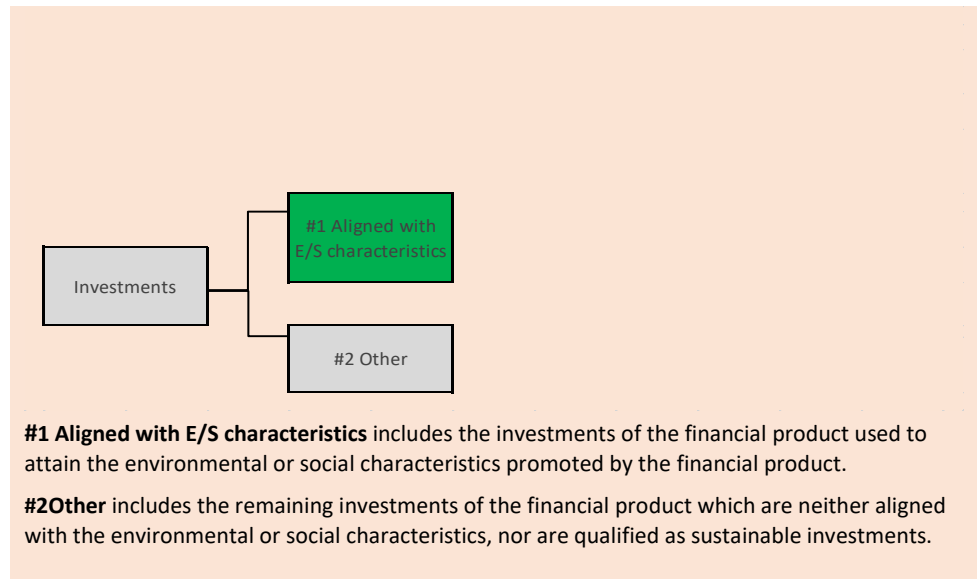 #1 Aligned with
E/S characteristics
Investments
#2 Other
#1 Aligned with E/S characteristics includes the investments of the financial product used to
attain the environmental or social characteristics promoted by the financial product.
#2Other includes the remaining investments of the financial product which are neither aligned
with the environmental or social characteristics, nor are qualified as sustainable investments.